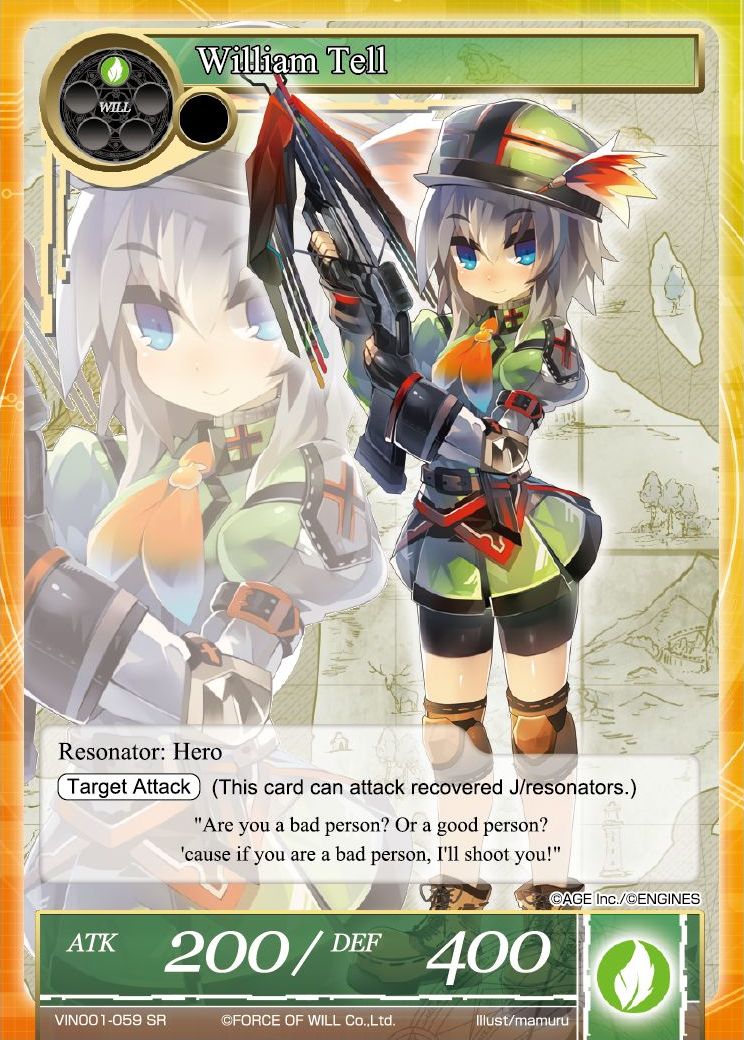 William Tell
WILL
Resonator: Hero
Target Attack (This card can attack recovered J/resonators.)
"Are you a bad person? Or a good person?
'cause if you are a bad person, I'll shoot you!"
©AGE Inc./©ENGINES
ATK 200/ DEF 400
VIN001-059 SR ©FORCE OF WILL Co.,Ltd. Illust/mamuru